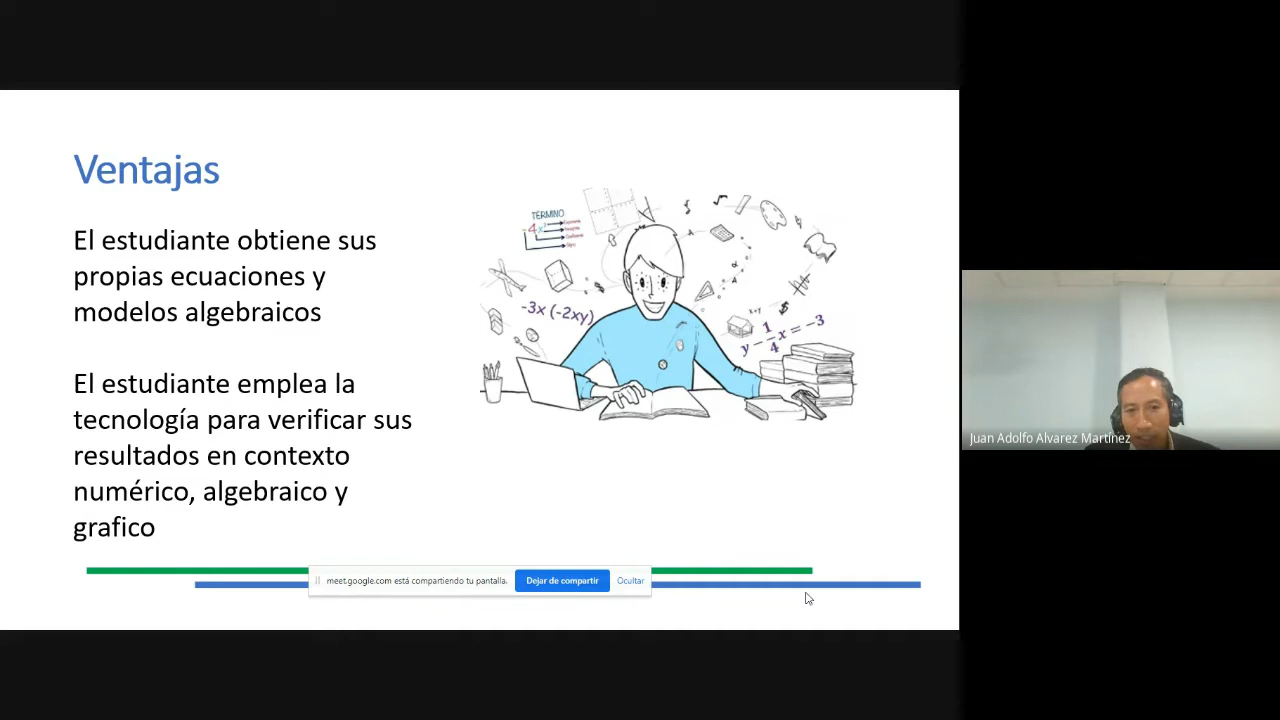 Ventajas
El estudiante obtiene sus
propias ecuaciones y
modelos algebraicos
El estudiante emplea la
tecnología para verificar sus
resultados en contexto
numérico, algebraico y
grafico
TÉRMINO
-3x (-2xy)
y - 1/4 x = -3
meet.google.com está compartiendo tu pantalla.
Dejar de compartir
Ocultar
Juan Adolfo Alvarez Martínez